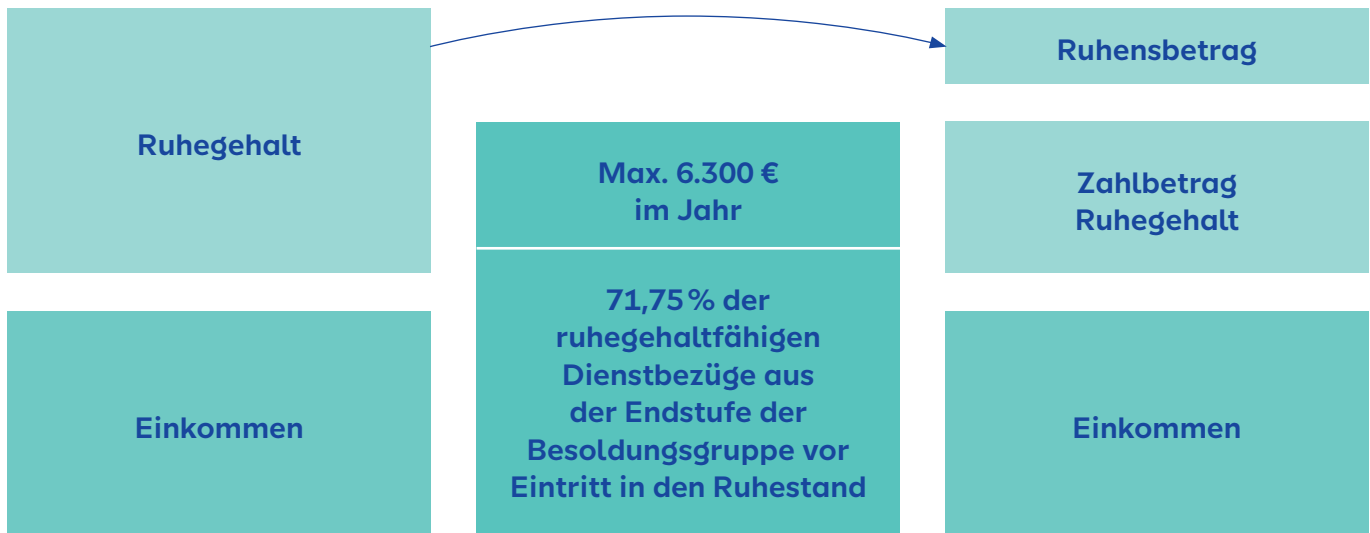 Ruhegehalt
Einkommen
Max. 6.300 €
im Jahr
71,75 % der
ruhegehaltfähigen
Dienstbezüge aus
der Endstufe der
Besoldungsgruppe vor
Eintritt in den Ruhestand
Ruhensbetrag
Zahlbetrag
Ruhegehalt
Einkommen